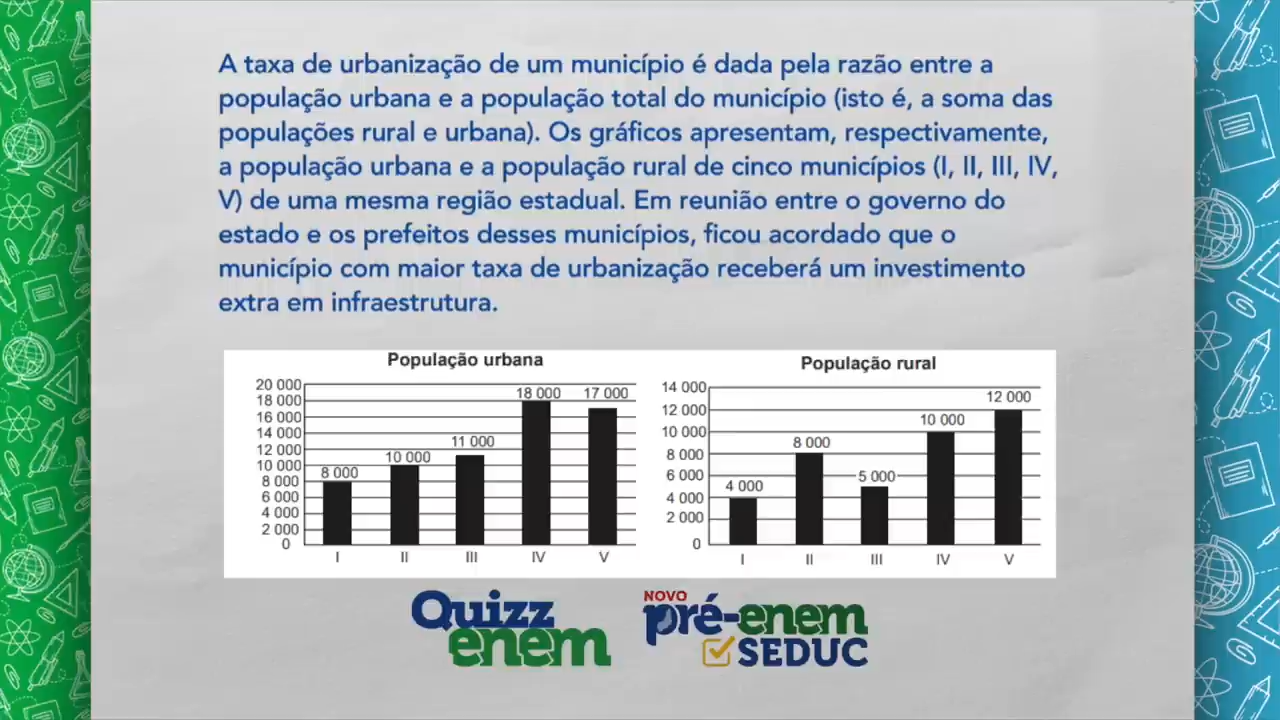 A taxa de urbanização de um município é dada pela razão entre a
população urbana e a população total do município (isto é, a soma das
populações rural e urbana). Os gráficos apresentam, respectivamente,
a população urbana e a população rural de cinco municípios (I, II, III, IV,
V) de uma mesma região estadual. Em reunião entre o governo do
estado e os prefeitos desses municípios, ficou acordado que o
município com maior taxa de urbanização receberá um investimento
extra em infraestrutura.
População urbana
20 000
18 000
16 000
14 000
12 000
10 000
8 000
6 000
4 000
2 000
0
8 000
10 000
11 000
18 000
17 000
I II III IV V
População rural
14 000
12 000
10 000
8 000
6 000
4 000
2 000
0
4 000
8 000
5 000
10 000
12 000
I II III IV V
Quizz
enem
NOVO
pré-enem
SEDUC